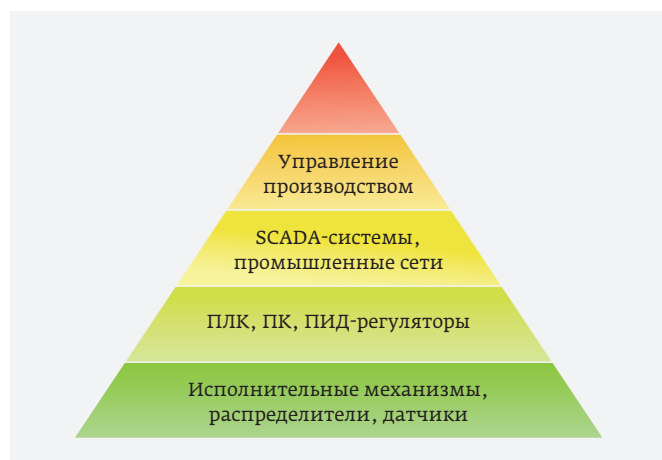 Управление
производством
SCADA-системы,
промышленные сети
ПЛК, ПК, ПИД-регуляторы
Исполнительные механизмы,
распределители, датчики